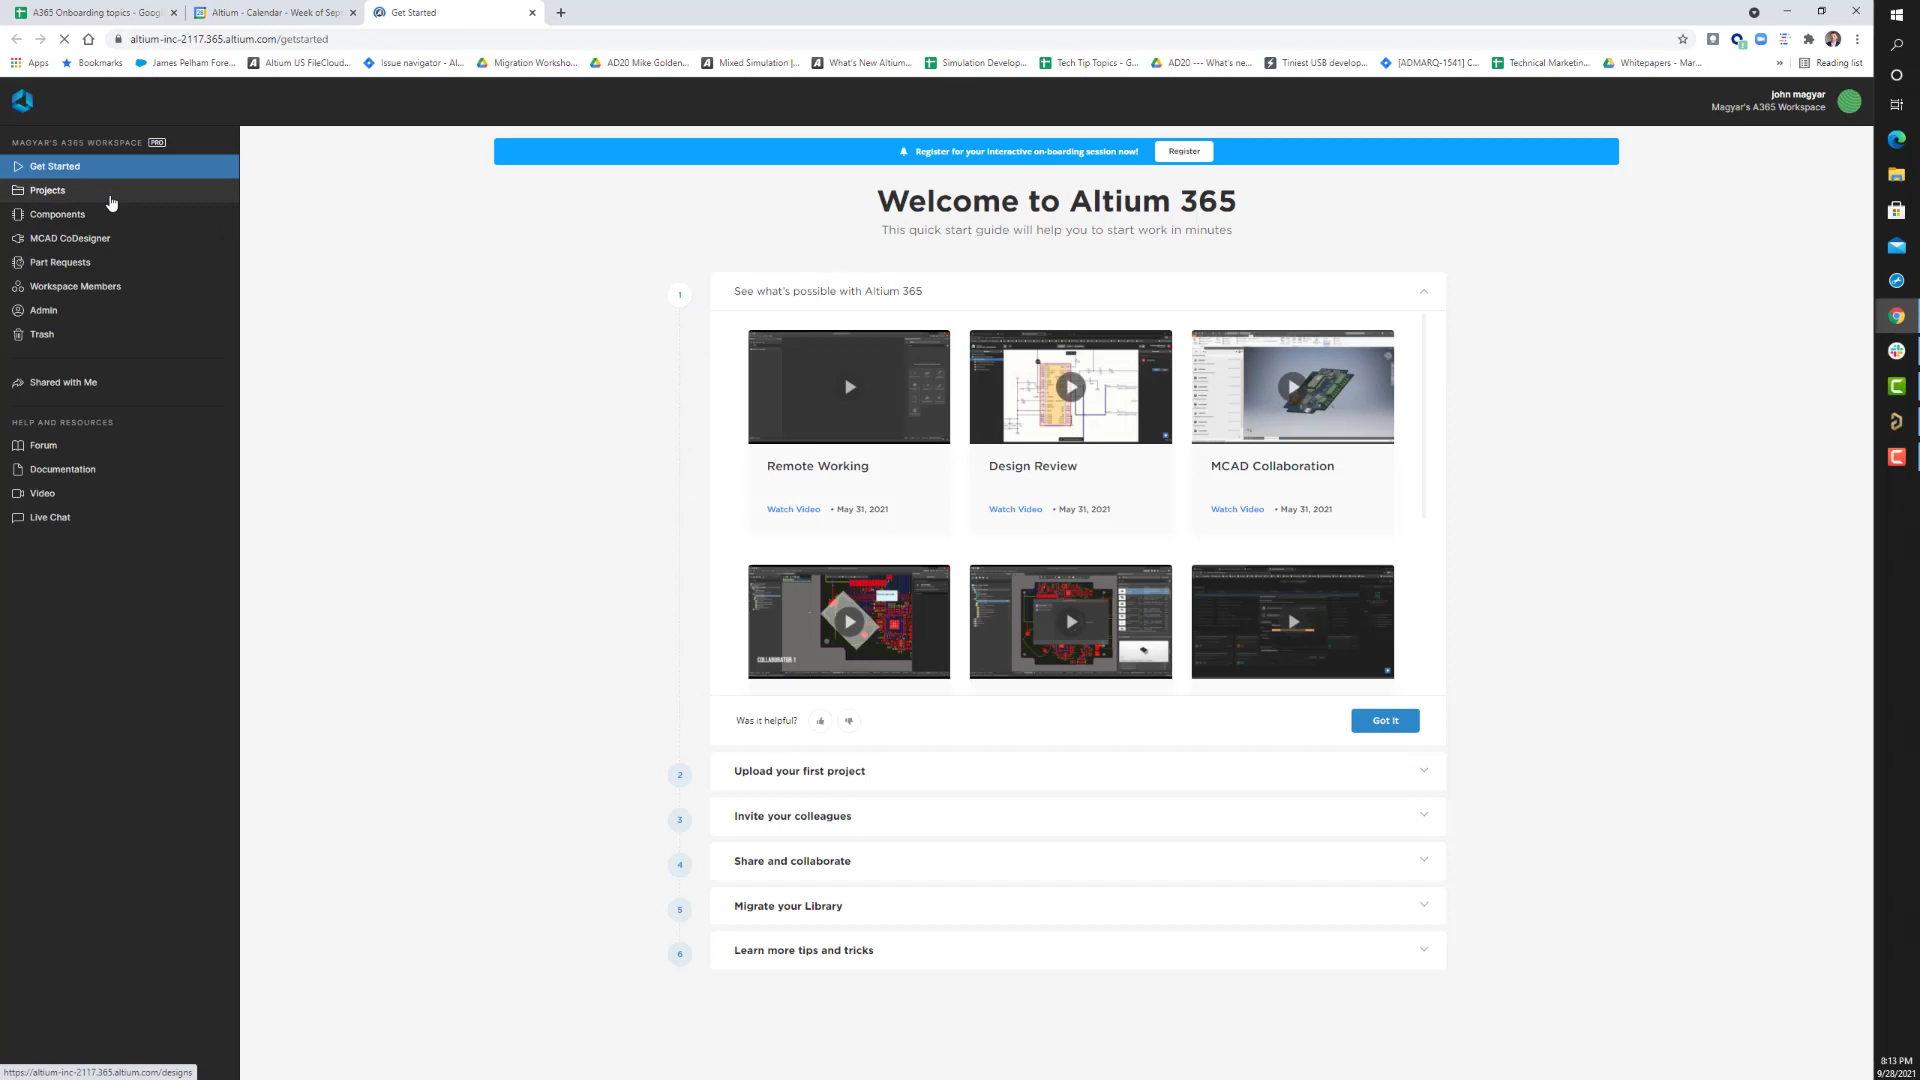 A365 Onboarding topics - Googl
Altium - Calendar - Week of Sept
Get Started
altium-inc-2117.365.altium.com/getstarted
Apps
Bookmarks
James Pelham Fore...
Altium US FileCloud...
Issue navigator - Al...
Migration Worksho...
AD20 Mike Golden...
Mixed Simulation |...
What's New Altium...
Simulation Develop...
Tech Tip Topics - G...
AD20 --- What's ne...
Tiniest USB develop...
[ADMARQ-1541] C...
Technical Marketin...
Whitepapers - Mar...
»
Reading list
john magyar
Magyar's A365 Workspace
MAGYAR'S A365 WORKSPACE PRO
Get Started
Projects
Components
MCAD CoDesigner
Part Requests
Workspace Members
Admin
Trash
Shared with Me
HELP AND RESOURCES
Forum
Documentation
Video
Live Chat
Register for your interactive on-boarding session now!
Register
Welcome to Altium 365
This quick start guide will help you to start work in minutes
1
See what's possible with Altium 365
Remote Working
Watch Video • May 31, 2021
Design Review
Watch Video • May 31, 2021
MCAD Collaboration
Watch Video • May 31, 2021
COLLABORATOR 1
Was it helpful?
Got It
2
Upload your first project
3
Invite your colleagues
4
Share and collaborate
5
Migrate your Library
6
Learn more tips and tricks
https://altium-inc-2117.365.altium.com/designs
8:13 PM
9/28/2021